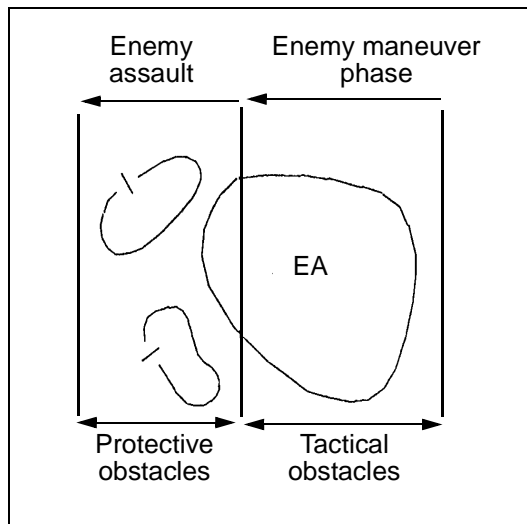 Enemy
assault
Enemy maneuver
phase
EA
Protective
obstacles
Tactical
obstacles